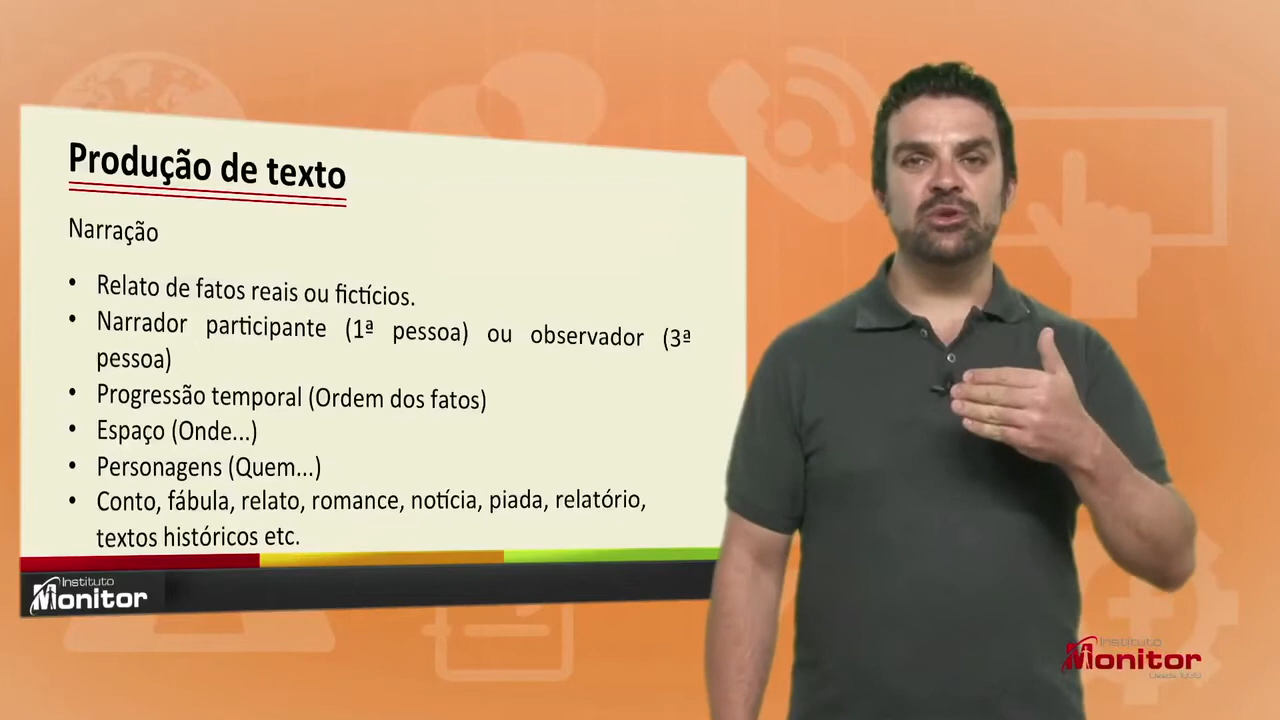 Produção de texto
Narração
• Relato de fatos reais ou fictícios.
• Narrador participante (1ª pessoa) ou observador (3ª
pessoa)
• Progressão temporal (Ordem dos fatos)
• Espaço (Onde...)
• Personagens (Quem...)
• Conto, fábula, relato, romance, notícia, piada, relatório,
textos históricos etc.
Instituto
Monitor
Instituto
Monitor